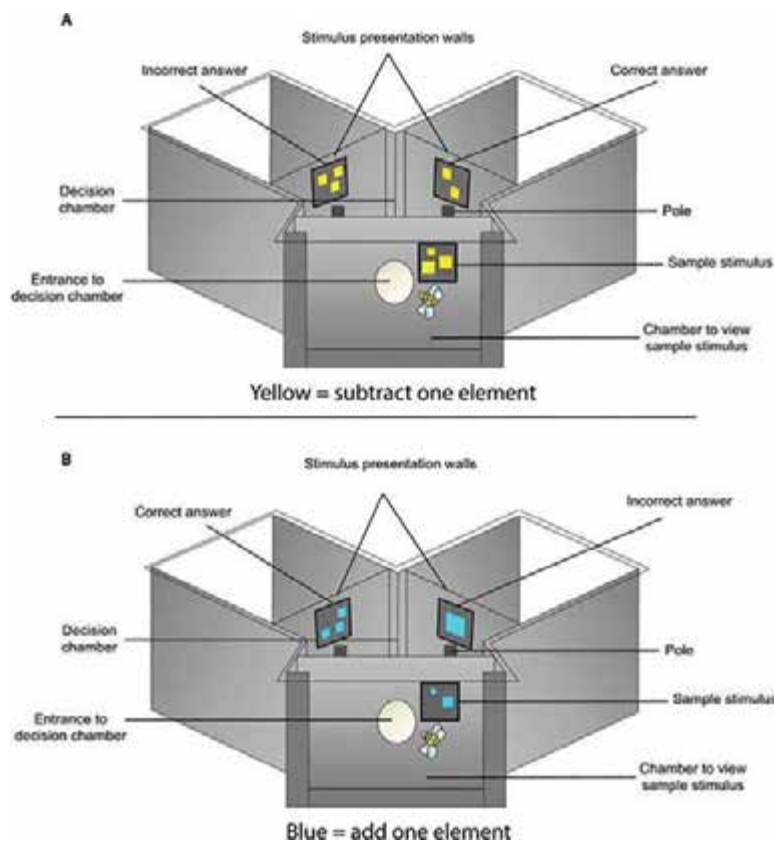 A
Stimulus presentation walls
Incorrect answer
Correct answer
Decision
chamber
Pole
Entrance to
decision chamber
Sample stimulus
Chamber to view
sample stimulus
Yellow = subtract one element
B
Stimulus presentation walls
Correct answer
Incorrect answer
Decision
chamber
Pole
Sample stimulus
Entrance to
decision chamber
Chamber to view
sample stimulus
Blue = add one element